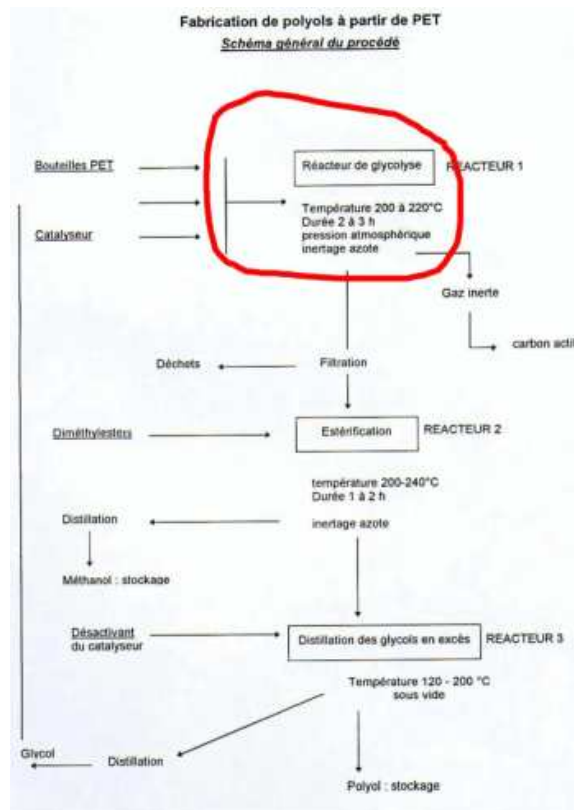 Fabrication de polyols à partir de PET
Schéma général du procédé
Bouteilles PET
Réacteur de glycolyse
REACTEUR 1
Température 200 à 220°C
Durée 2 à 3 h
Catalyseur
pression atmosphérique
inertage azote
Gaz inerte
carbon actif
Déchets
Filtration
Diméthylesters
Estérification
REACTEUR 2
température 200-240°C
Durée 1 à 2 h
Distillation
inertage azote
Méthanol : stockage
Désactivant
du catalyseur
Distillation des glycols en excès
REACTEUR 3
Température 120 - 200 °C
sous vide
Glycol
Distillation
Polyol : stockage